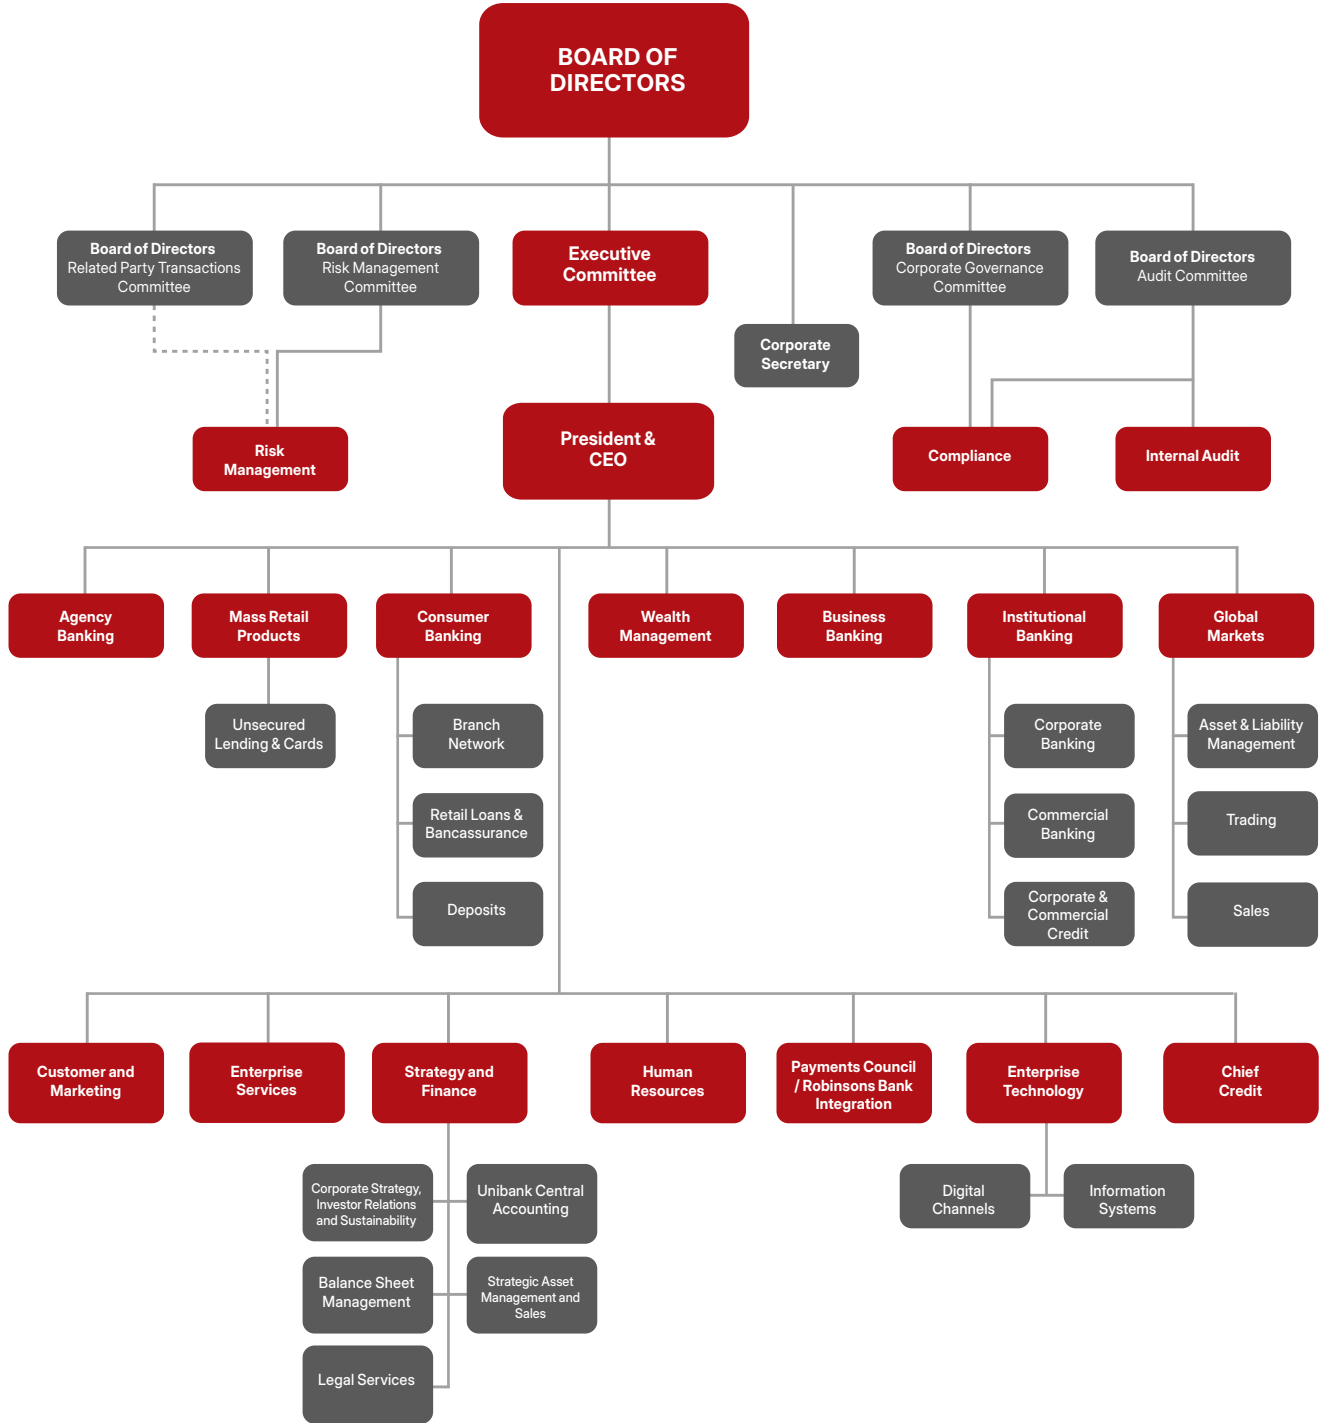 BOARD OF
DIRECTORS
Board of Directors
Related Party Transactions
Committee
Board of Directors
Risk Management
Committee
Executive
Committee
Board of Directors
Corporate Governance
Committee
Board of Directors
Audit Committee
Corporate
Secretary
Risk
Management
President &
CEO
Compliance
Internal Audit
Agency
Banking
Mass Retail
Products
Consumer
Banking
Wealth
Management
Business
Banking
Institutional
Banking
Global
Markets
Unsecured
Lending & Cards
Branch
Network
Retail Loans &
Bancassurance
Deposits
Corporate
Banking
Commercial
Banking
Corporate &
Commercial
Credit
Asset & Liability
Management
Trading
Sales
Customer and
Marketing
Enterprise
Services
Strategy and
Finance
Human
Resources
Payments Council
/ Robinsons Bank
Integration
Enterprise
Technology
Chief
Credit
Corporate Strategy,
Investor Relations
and Sustainability
Unibank Central
Accounting
Balance Sheet
Management
Strategic Asset
Management and
Sales
Legal Services
Digital
Channels
Information
Systems